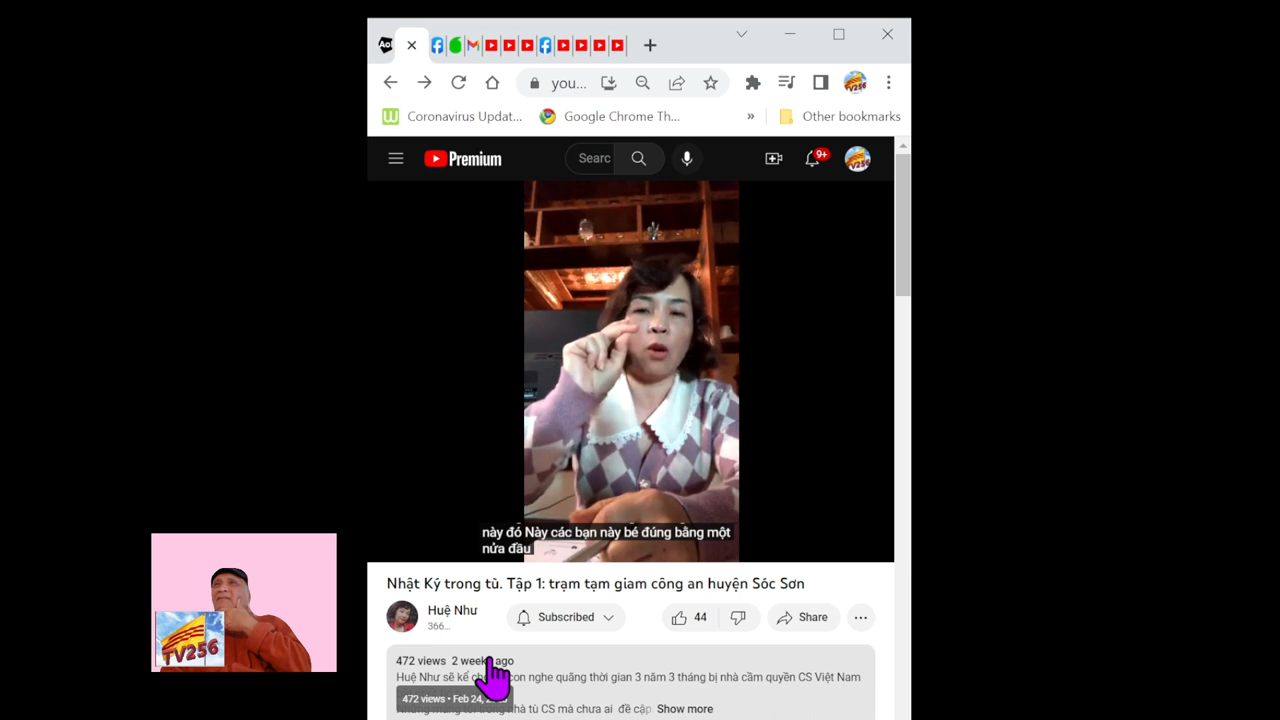 Ao
you...
Coronavirus Updat...
Google Chrome Th...
»
Other bookmarks
Premium
Searc
9+
này đó Này các bạn này bé đúng bằng một
nửa đầu
Nhật Ký trong tù. Tập 1: trạm tạm giam công an huyện Sóc Sơn
Huệ Như
366...
Subscribed
44
Share
472 views 2 weeks ago
Huệ Như sẽ kể con nghe quãng thời gian 3 năm 3 tháng bị nhà cầm quyền CS Việt Nam
472 views • Feb 24,
nhà tù CS mà chưa ai đề cập. Show more
TV256